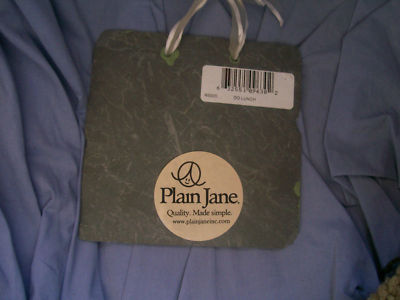 DO LUNCH
Plain Jane
Quality. Made simple.
www.plainjaneinc.com